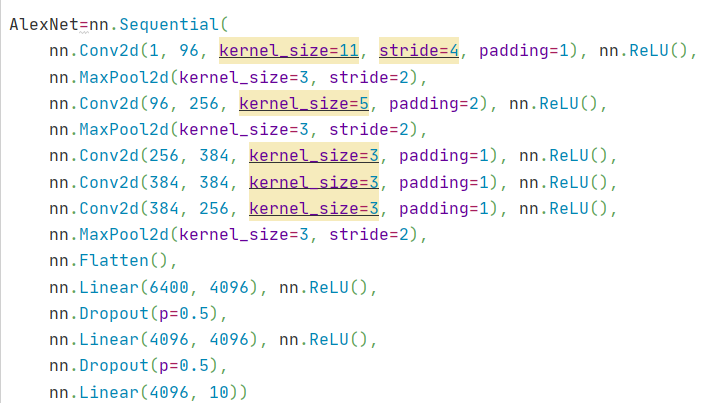 AlexNet=nn.Sequential(
    nn.Conv2d(1, 96, kernel_size=11, stride=4, padding=1), nn.ReLU(),
    nn.MaxPool2d(kernel_size=3, stride=2),
    nn.Conv2d(96, 256, kernel_size=5, padding=2), nn.ReLU(),
    nn.MaxPool2d(kernel_size=3, stride=2),
    nn.Conv2d(256, 384, kernel_size=3, padding=1), nn.ReLU(),
    nn.Conv2d(384, 384, kernel_size=3, padding=1), nn.ReLU(),
    nn.Conv2d(384, 256, kernel_size=3, padding=1), nn.ReLU(),
    nn.MaxPool2d(kernel_size=3, stride=2),
    nn.Flatten(),
    nn.Linear(6400, 4096), nn.ReLU(),
    nn.Dropout(p=0.5),
    nn.Linear(4096, 4096), nn.ReLU(),
    nn.Dropout(p=0.5),
    nn.Linear(4096, 10))